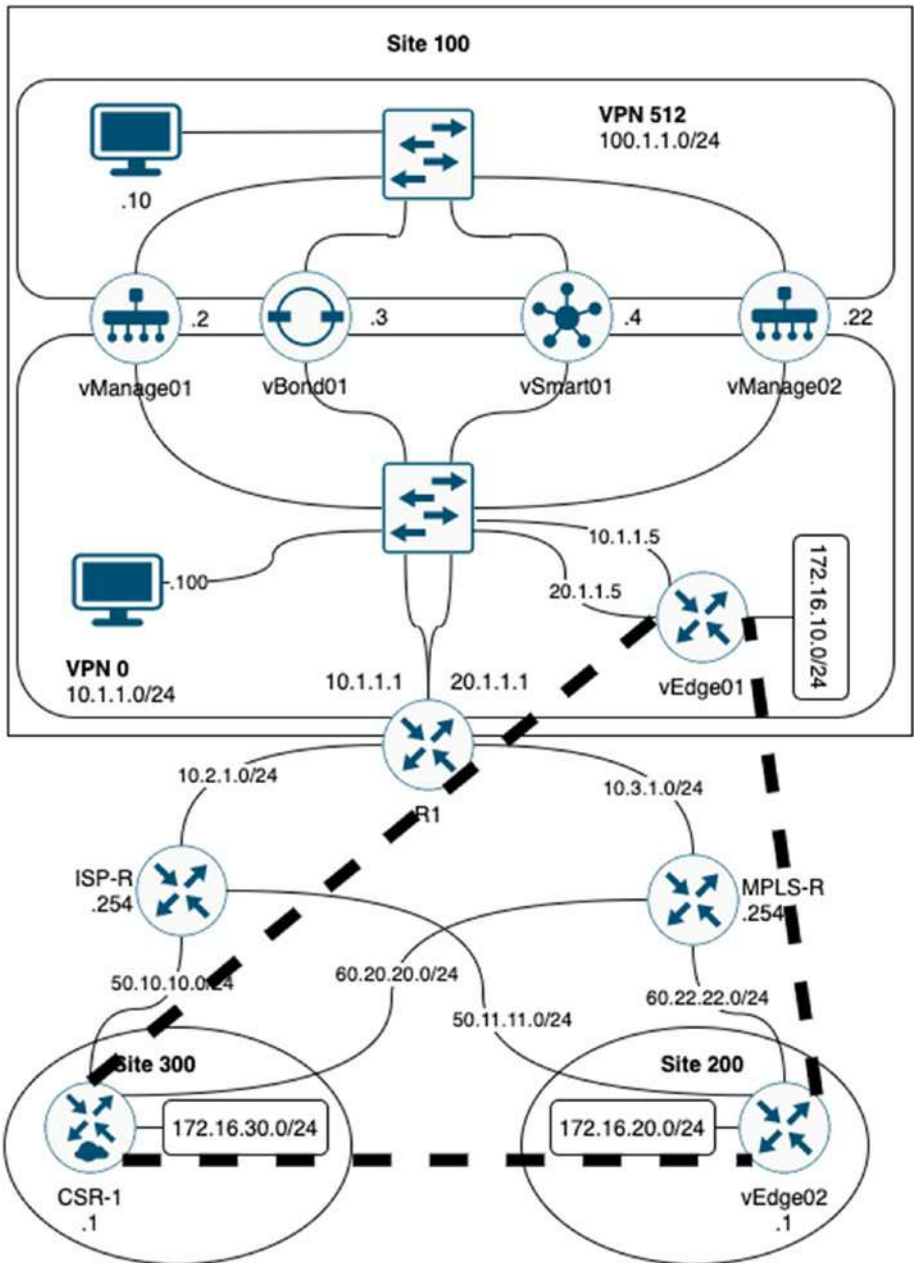 Site 100
VPN 512
100.1.1.0/24
.10
.2
.3
.4
.22
vManage01
vBond01
vSmart01
vManage02
10.1.1.5
20.1.1.5
.100
172.16.10.0/24
VPN 0
10.1.1.0/24
vEdge01
10.1.1.1
20.1.1.1
R1
10.2.1.0/24
10.3.1.0/24
ISP-R
.254
MPLS-R
.254
50.10.10.0/24
60.20.20.0/24
50.11.11.0/24
60.22.22.0/24
Site 300
Site 200
172.16.30.0/24
172.16.20.0/24
CSR-1
.1
vEdge02
.1